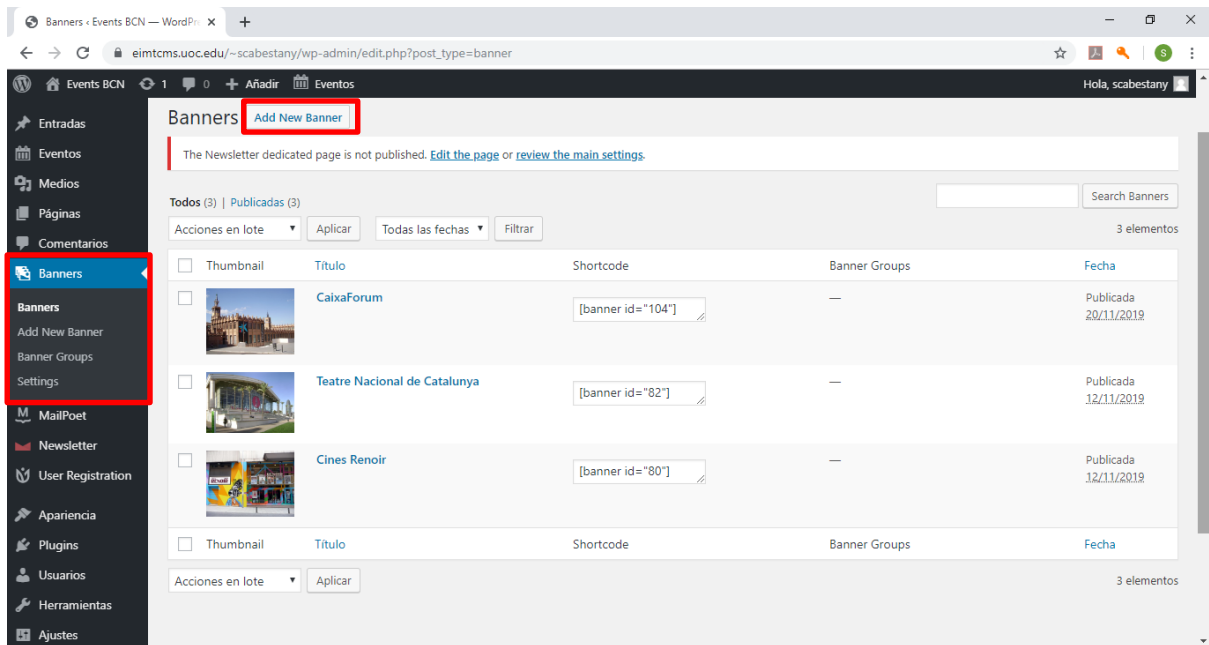 Banners ‹ Events BCN — WordPr
eimtcms.uoc.edu/~scabestany/wp-admin/edit.php?post_type=banner
S
Events BCN 1 0 + Añadir Eventos Hola, scabestany
Entradas
Eventos
Medios
Páginas
Comentarios
Banners
Banners
Add New Banner
Banner Groups
Settings
MailPoet
Newsletter
User Registration
Apariencia
Plugins
Usuarios
Herramientas
Ajustes
Banners Add New Banner
The Newsletter dedicated page is not published. Edit the page or review the main settings.
Search Banners
Todos (3) | Publicadas (3)
Acciones en lote Aplicar Todas las fechas Filtrar 3 elementos
Thumbnail Título Shortcode Banner Groups Fecha
CaixaForum [banner id="104"] — Publicada
20/11/2019
Teatre Nacional de Catalunya [banner id="82"] — Publicada
12/11/2019
Cines Renoir [banner id="80"] — Publicada
12/11/2019
Thumbnail Título Shortcode Banner Groups Fecha
Acciones en lote Aplicar 3 elementos